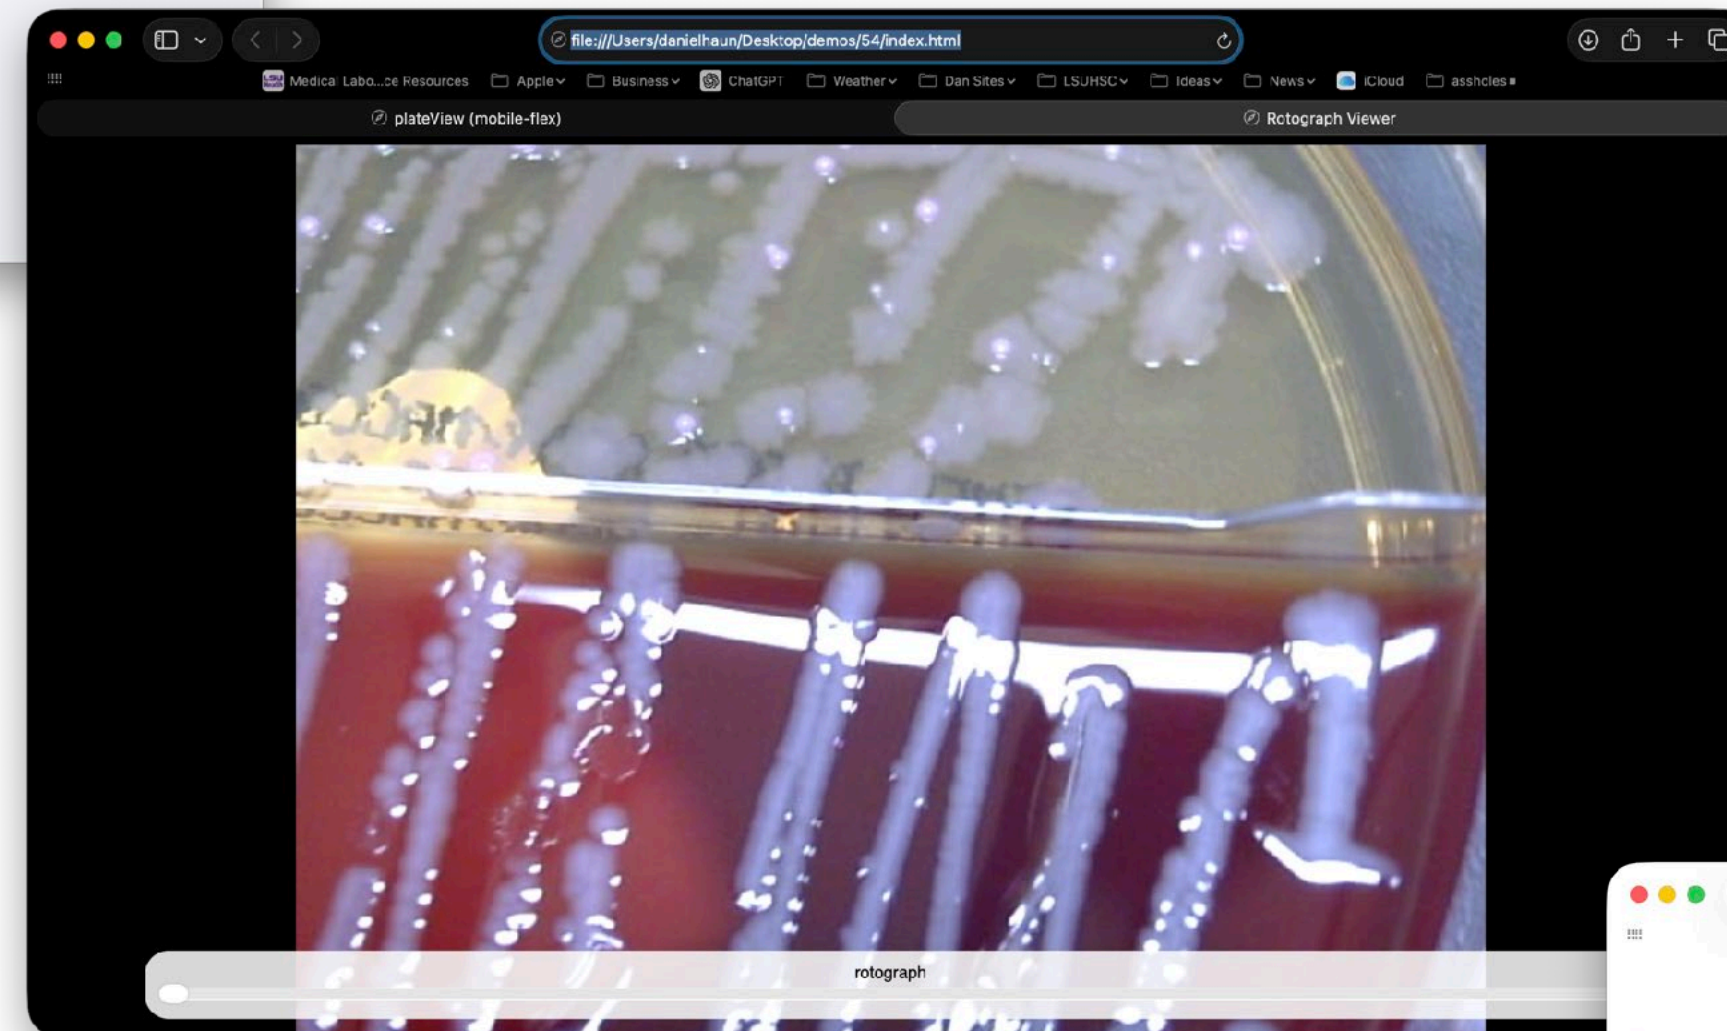 file:///Users/danielhaun/Desktop/demos/54/index.html
Medical Labo...ce Resources Apple Business ChatGPT Weather Dan Sites LSUHSC Ideas News iCloud assholes
plateView (mobile-flex) Rotograph Viewer
rotograph